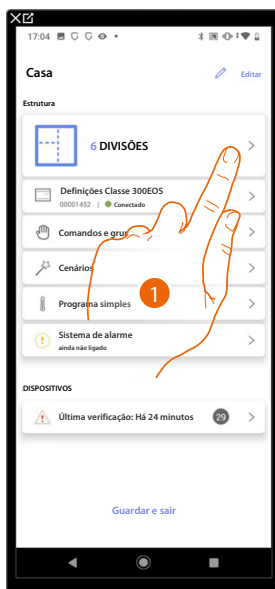 17:04
Casa
Editar
Estrutura
6 DIVISÕES
Definições Classe 300EOS
00001452 | Conectado
Comandos e gru
Cenários
1
Programa simples
Sistema de alarme
ainda não ligado
DISPOSITIVOS
Última verificação: Há 24 minutos
29
Guardar e sair